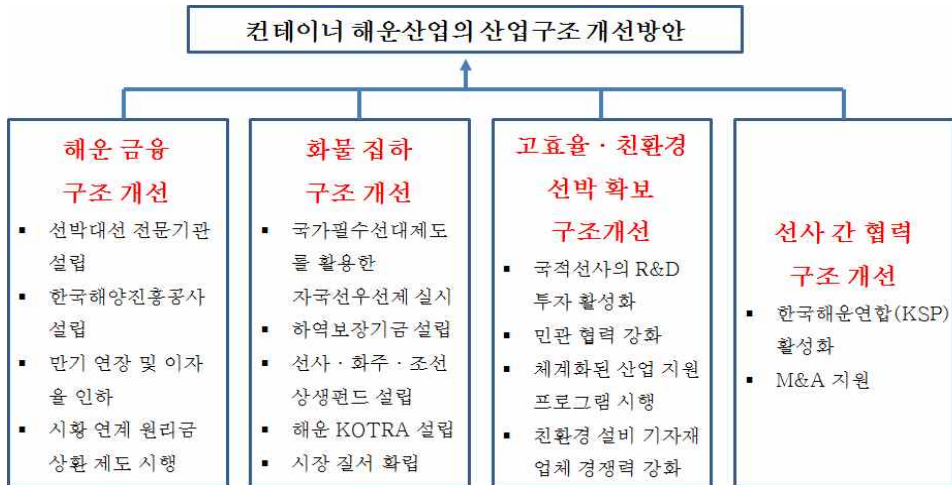 컨테이너 해운산업의 산업구조 개선방안
해운 금융
구조 개선
▪ 선박대선 전문기관
설립
▪ 한국해양진흥공사
설립
▪ 만기 연장 및 이자
율 인하
▪ 시황 연계 원리금
상환 제도 시행
화물 집하
구조 개선
▪ 국가필수선대제도
를 활용한
자국선우선제 실시
▪ 하역보장기금 설립
▪ 선사 · 화주 · 조선
상생펀드 설립
▪ 해운 KOTRA 설립
▪ 시장 질서 확립
고효율 · 친환경
선박 확보
구조개선
▪ 국적선사의 R&D
투자 활성화
▪ 민관 협력 강화
▪ 체계화된 산업 지원
프로그램 시행
▪ 친환경 설비 기자재
업체 경쟁력 강화
선사 간 협력
구조 개선
▪ 한국해운연합(KSP)
활성화
▪ M&A 지원